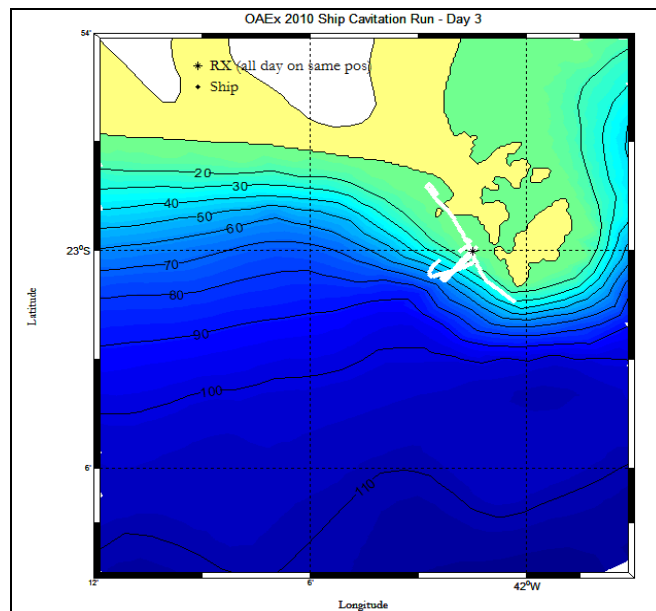 OAEx 2010 Ship Cavitation Run - Day 3
54'
RX (all day on same pos)
Ship
20
30
40
50
60
23°S
70
80
90
100
110
6'
12'
6'
42°W
Latitude
Longitude